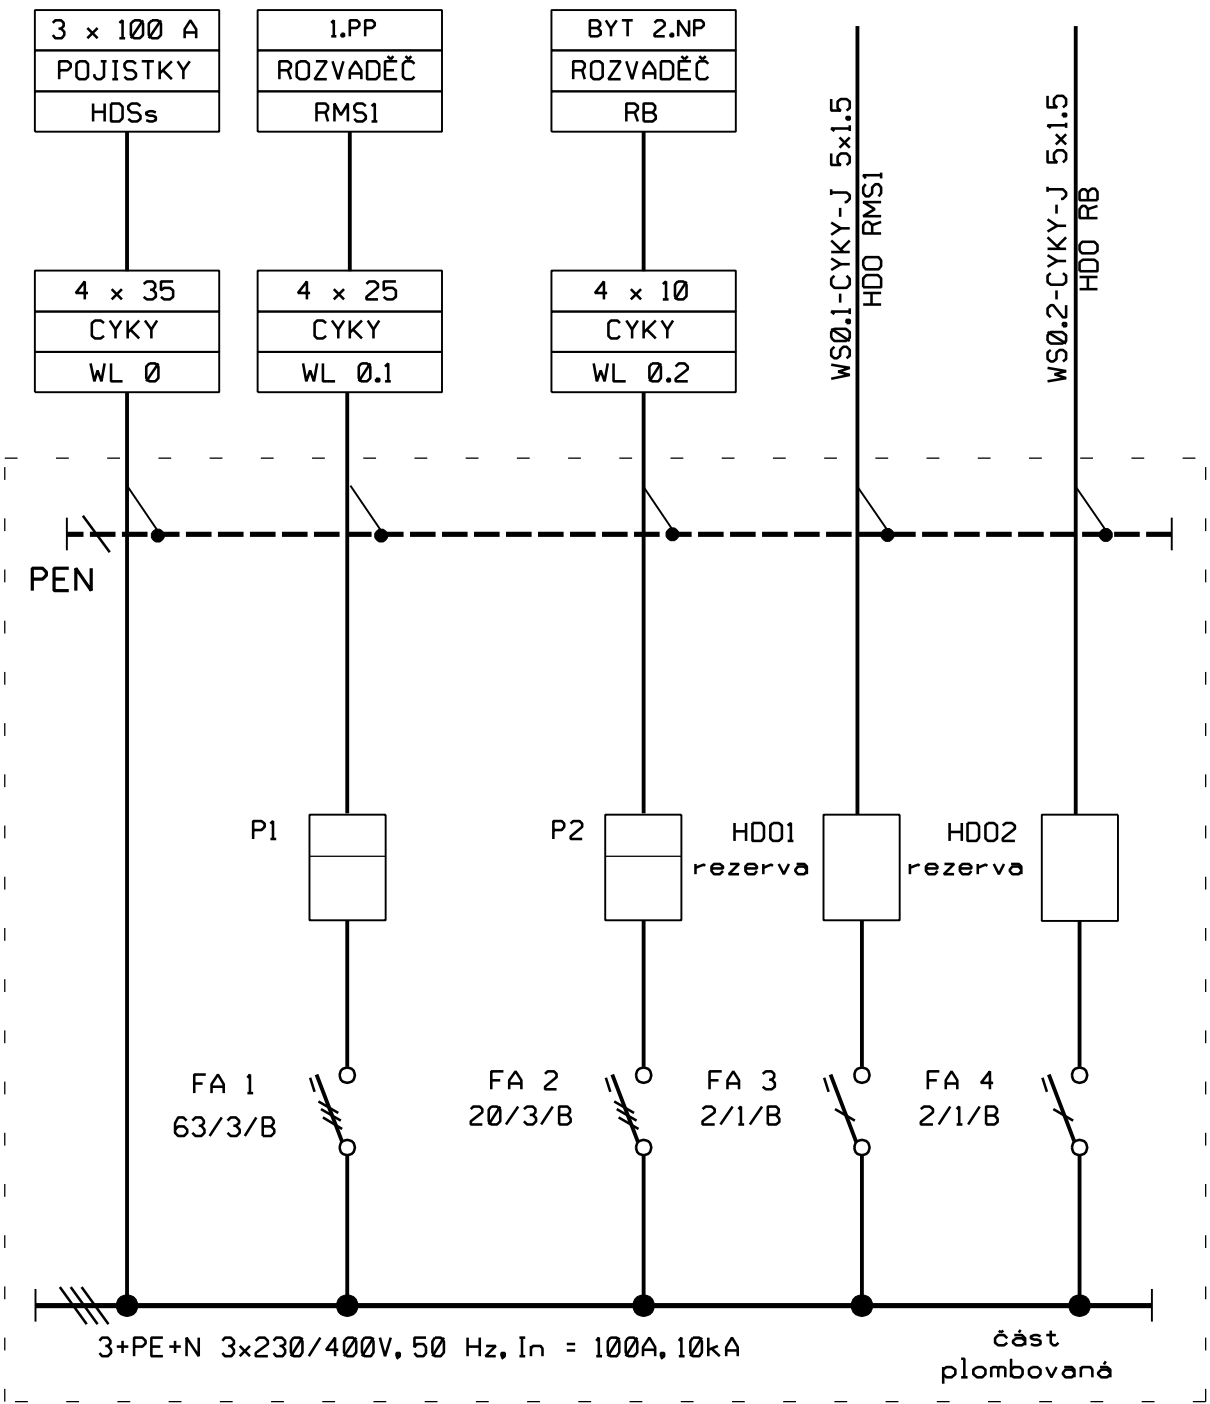 3 x 100 A
POJISTKY
HDSs
1.PP
ROZVADĚČ
RMS1
BYT 2.NP
ROZVADĚČ
RB
4 x 35
CYKY
WL 0
4 x 25
CYKY
WL 0.1
4 x 10
CYKY
WL 0.2
WS0.1-CYKY-J 5x1.5
HDO RMS1
WS0.2-CYKY-J 5x1.5
HDO RB
PEN
P1
P2
HDO1
rezerva
HDO2
rezerva
FA 1
63/3/B
FA 2
20/3/B
FA 3
2/1/B
FA 4
2/1/B
3+PE+N 3x230/400V, 50 Hz, In = 100A, 10kA
část
plombovaná